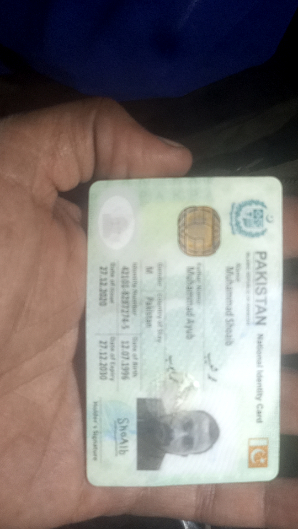 PAKISTAN National Identity Card
ISLAMIC REPUBLIC OF PAKISTAN
Name
Muhammad Shoaib
Father Name
Muhammad Ayub
Gender
Country of Stay
M
Pakistan
Identity Number
Date of Birth
42101-8297274-5
12.07.1996
Date of Issue
Date of Expiry
27.12.2020
27.12.2030
ShoAib
Holder's Signature